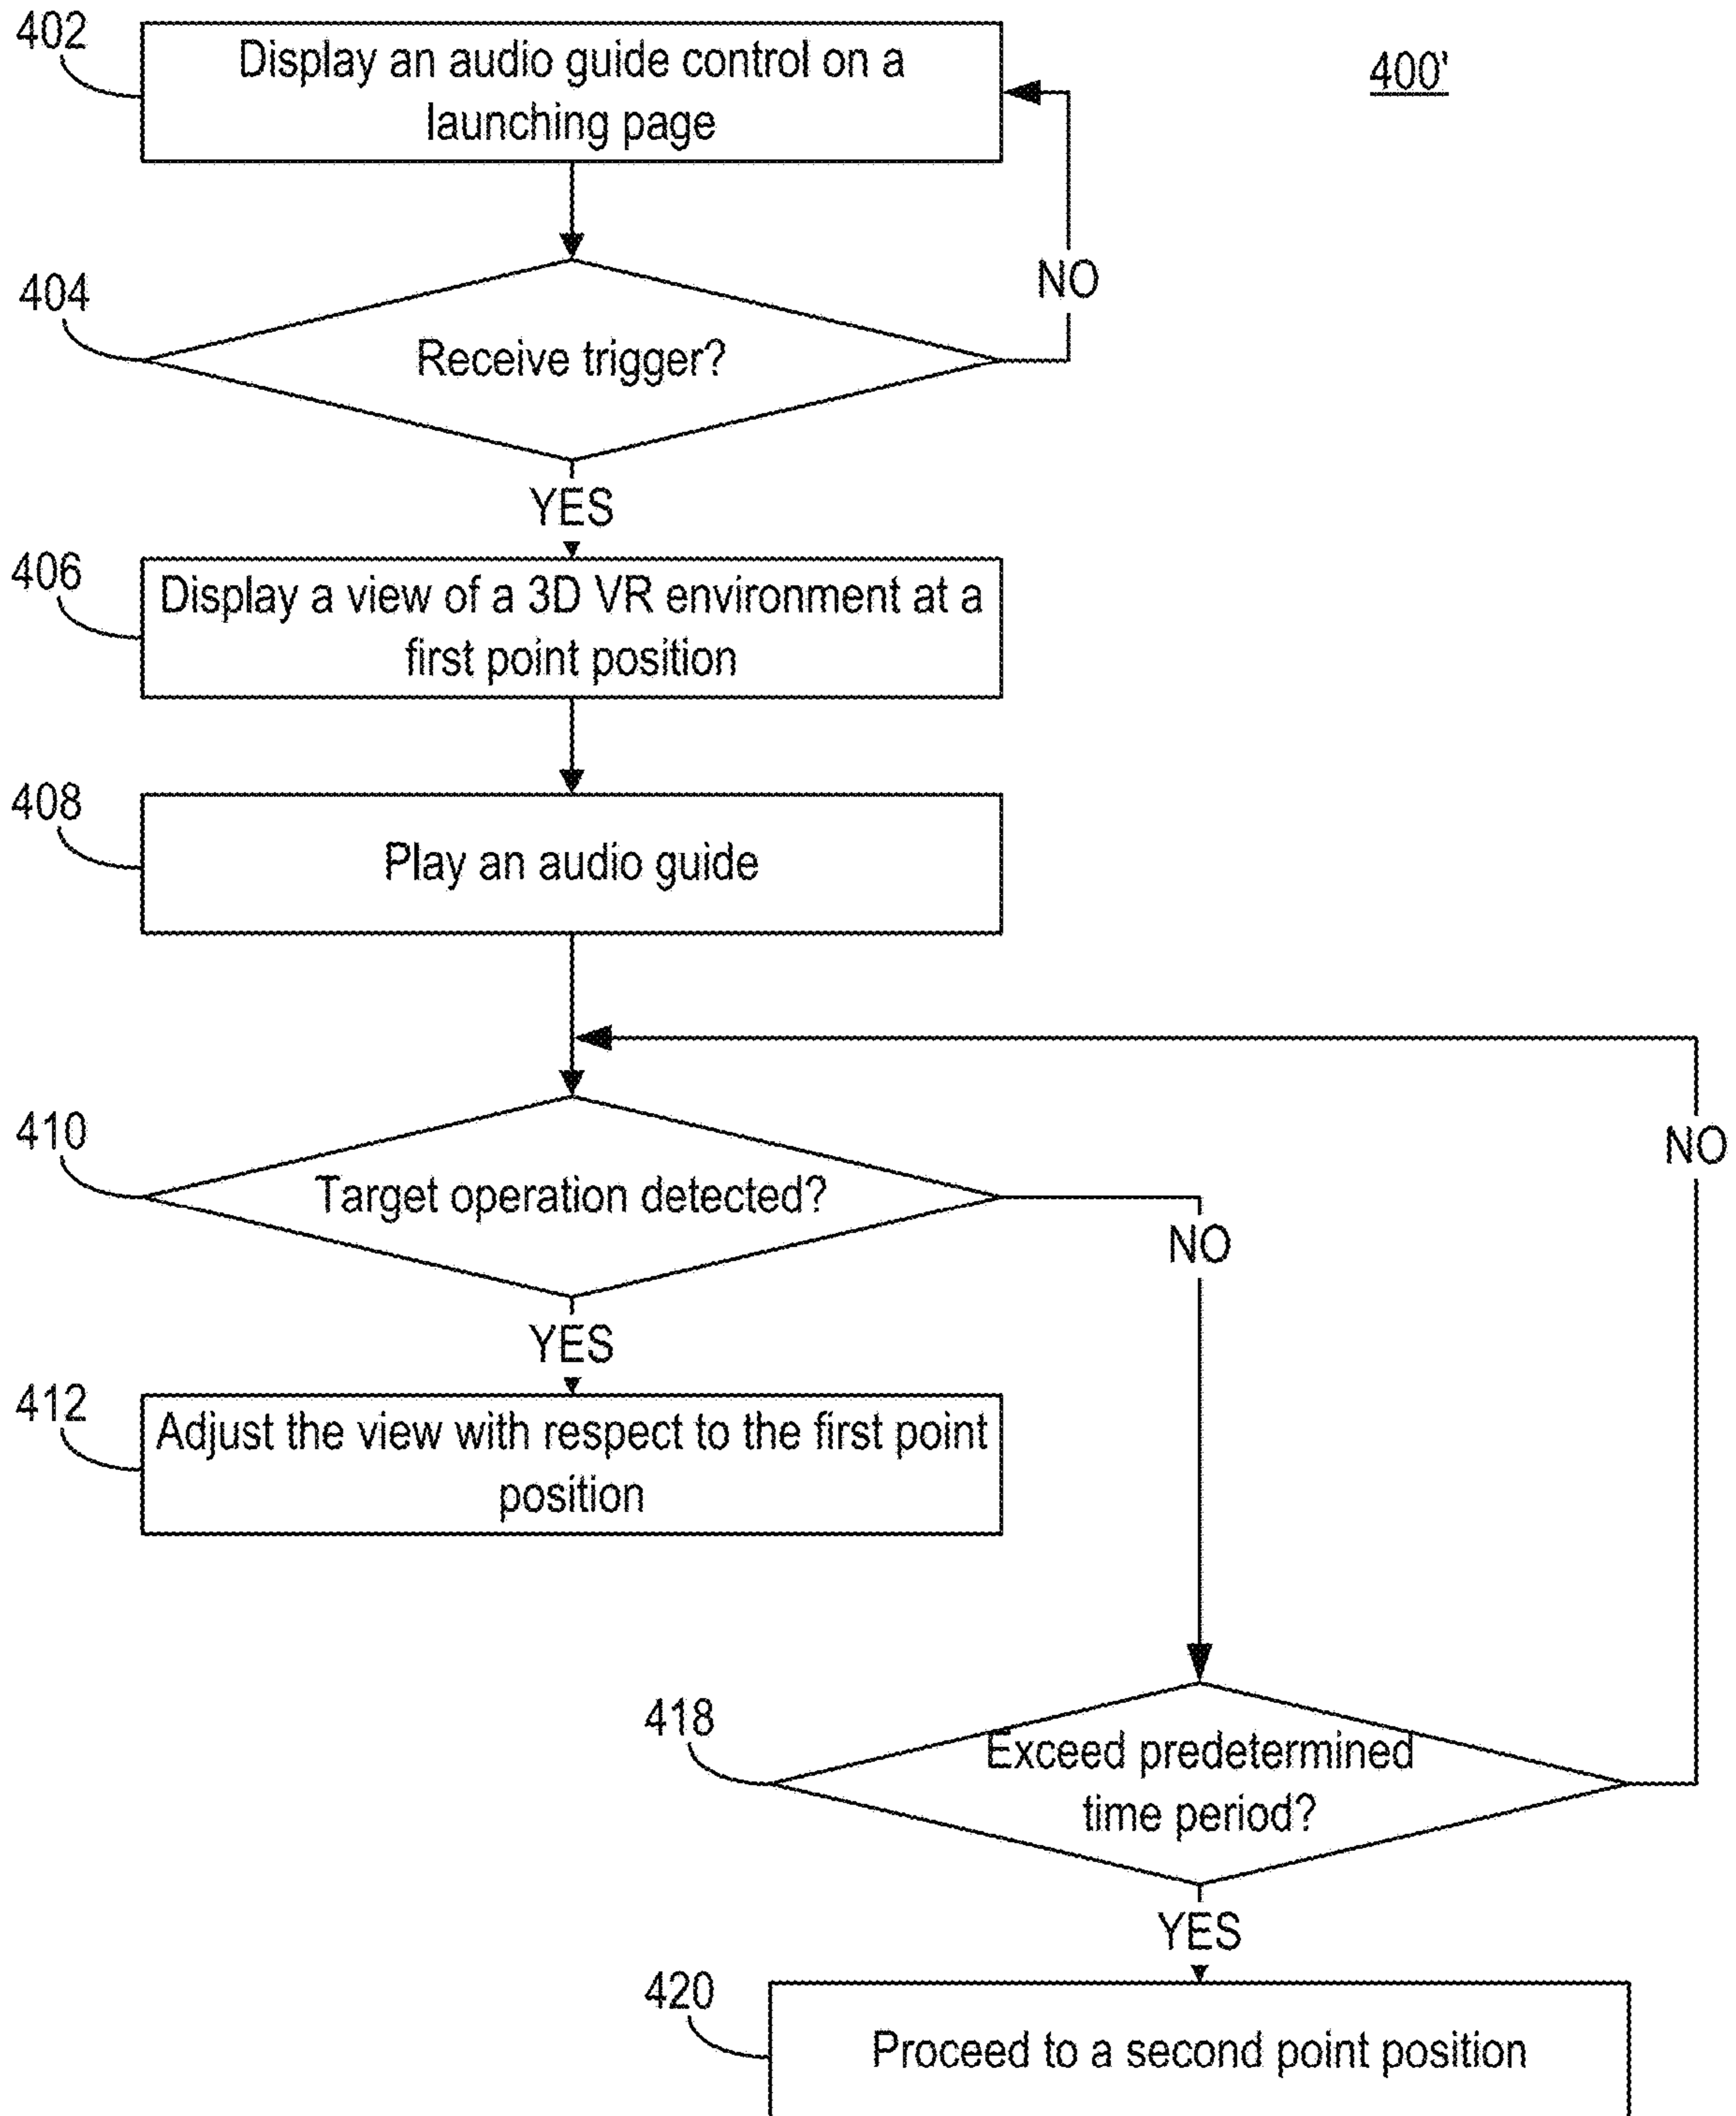 402
Display an audio guide control on a
launching page
400'
404
Receive trigger?
NO
YES
406
Display a view of a 3D VR environment at a
first point position
408
Play an audio guide
410
Target operation detected?
NO
NO
YES
412
Adjust the view with respect to the first point
position
418
Exceed predetermined
time period?
YES
420
Proceed to a second point position